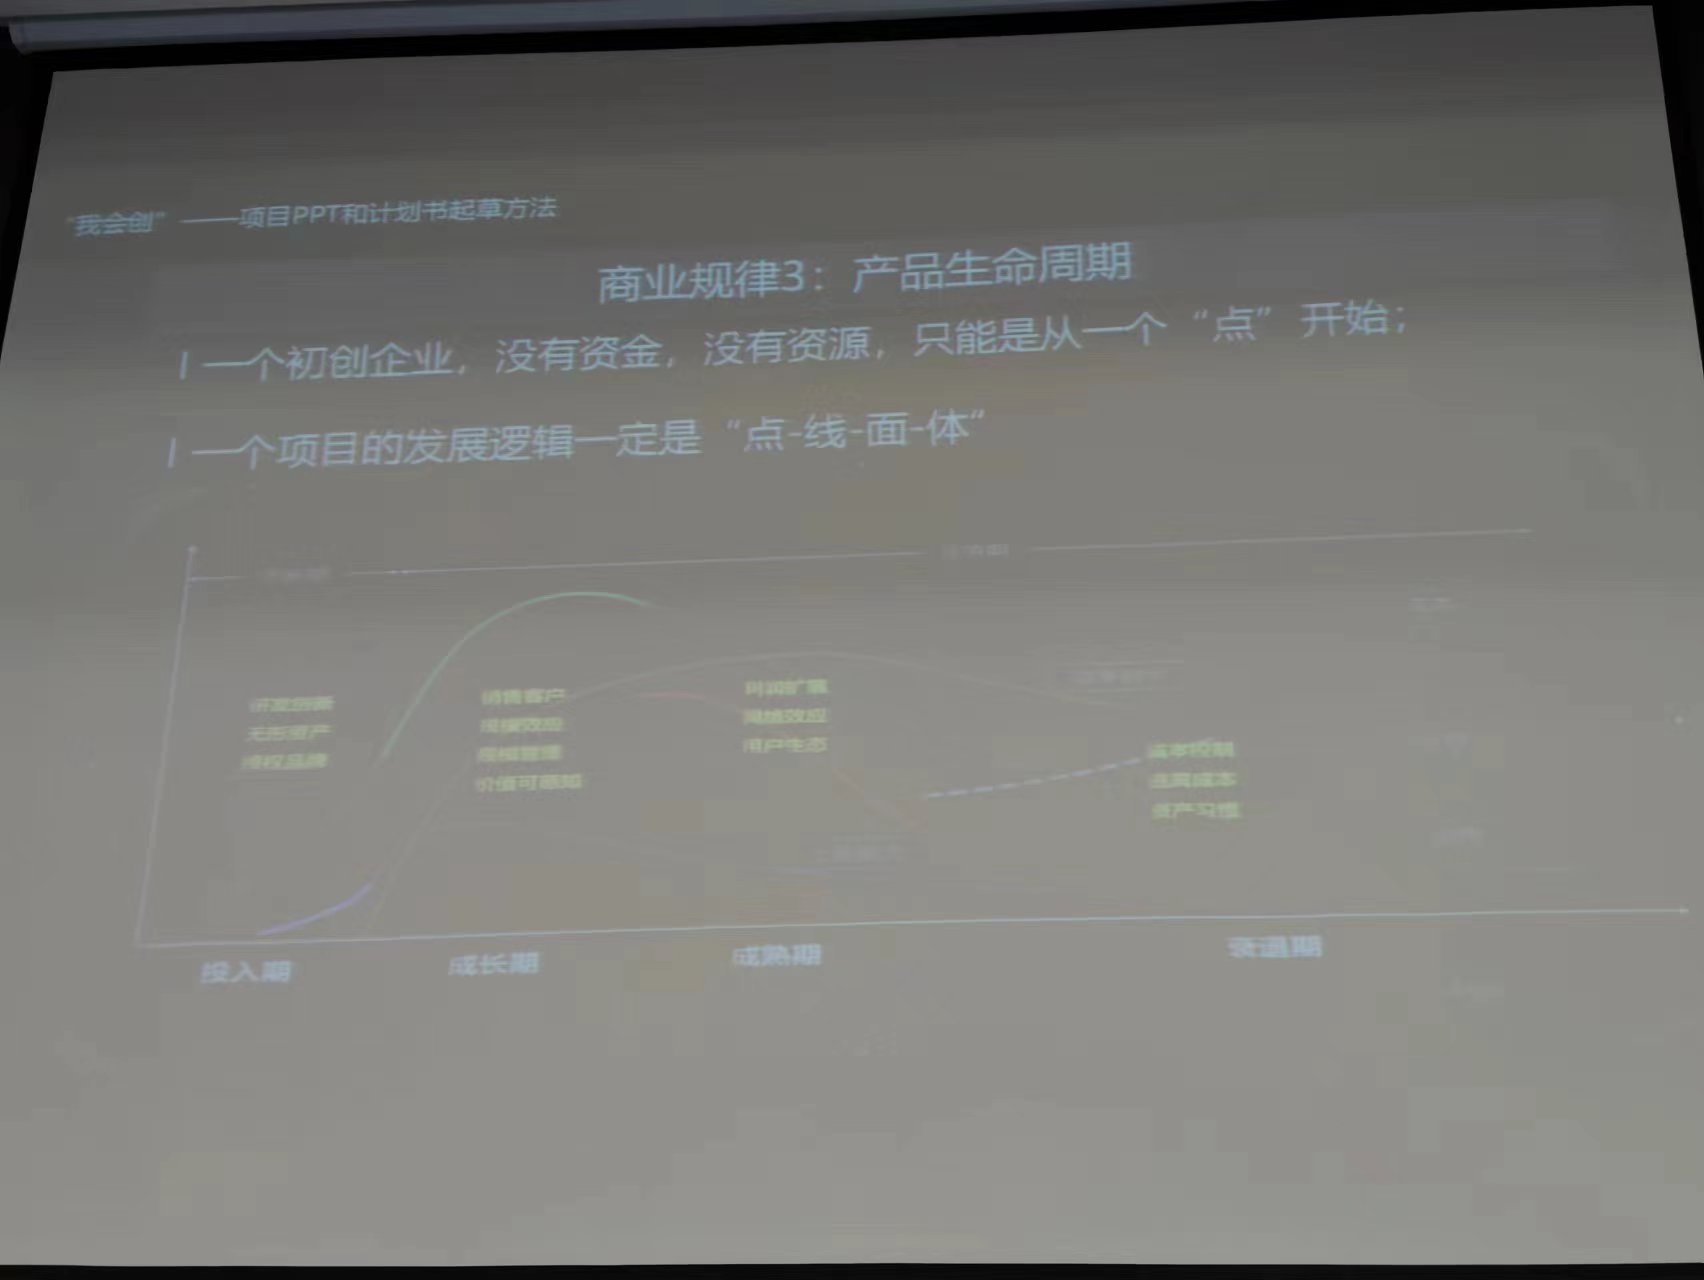 “我会创”——项目PPT和计划书起草方法
商业规律3：产品生命周期
l 一个初创企业，没有资金，没有资源，只能是从一个“点”开始；
l 一个项目的发展逻辑一定是“点-线-面-体“
研发创新
无形资产
特权品牌
销售客户
规模效应
规模管理
价值可感知
利润扩展
网络效应
用户生态
成本控制
迁离成本
资产习惯
投入期
成长期
成熟期
衰退期